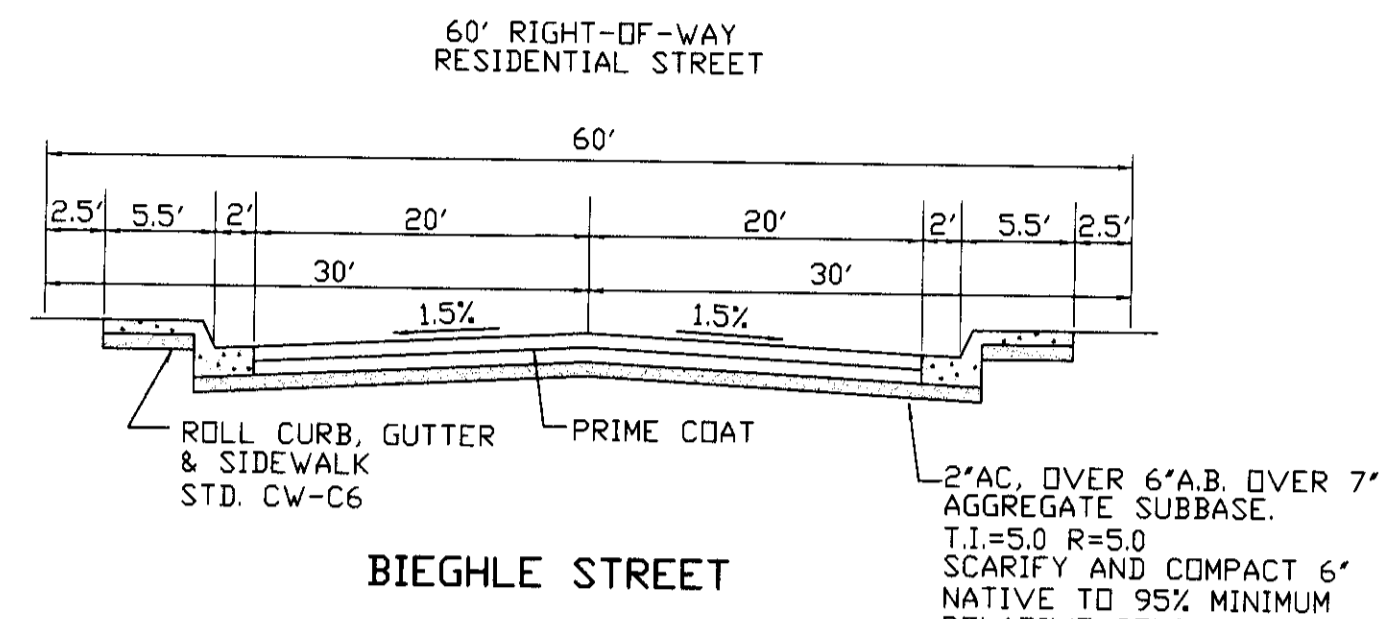 60' RIGHT-OF-WAY
RESIDENTIAL STREET
60'
2.5' 5.5' 2' 20' 20' 2' 5.5' 2.5'
30' 30'
1.5% 1.5%
ROLL CURB, GUTTER
& SIDEWALK
STD. CW-C6
PRIME COAT
2"AC, OVER 6"A.B. OVER 7"
AGGREGATE SUBBASE.
T.I.=5.0 R=5.0
SCARIFY AND COMPACT 6"
NATIVE TO 95% MINIMUM
BIEGHLE STREET